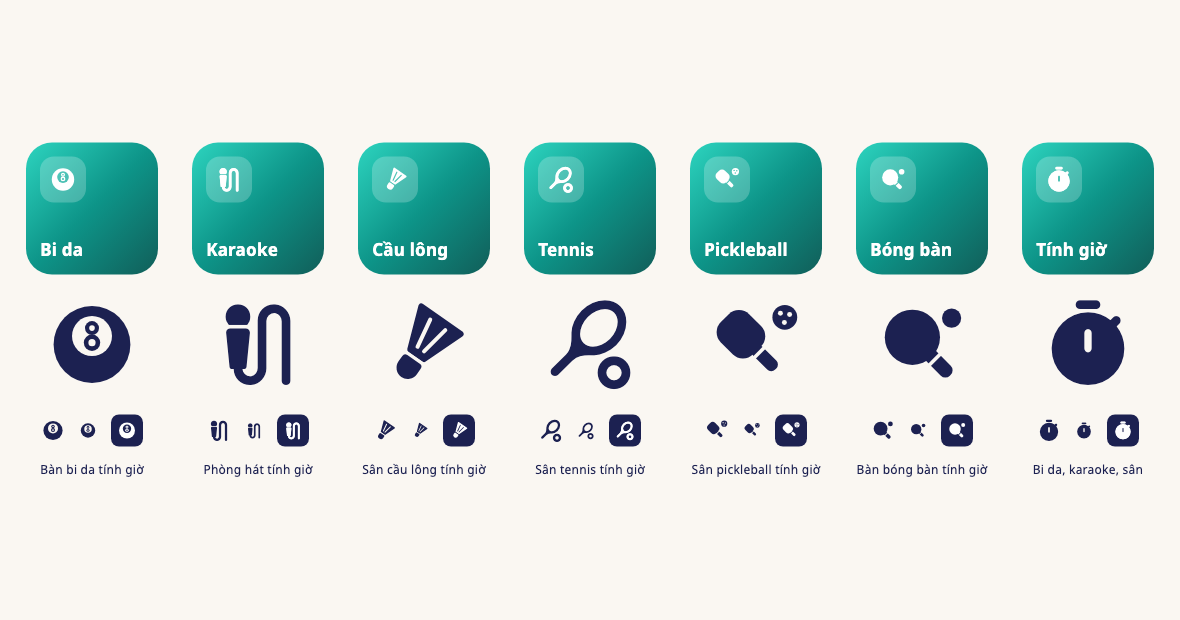 Bi da
Karaoke
Cầu lông
Tennis
Pickleball
Bóng bàn
Tính giờ
8
Bàn bi da tính giờ
Phòng hát tính giờ
Sân cầu lông tính giờ
Sân tennis tính giờ
Sân pickleball tính giờ
Bàn bóng bàn tính giờ
Bi da, karaoke, sân